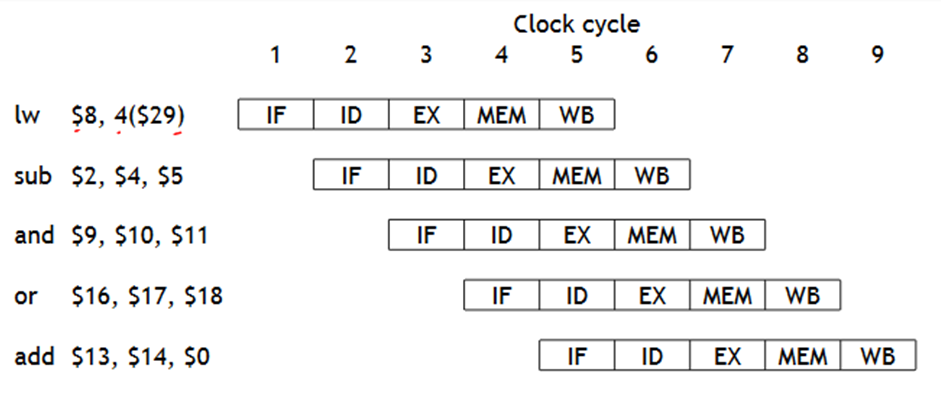 Clock cycle
1 2 3 4 5 6 7 8 9
lw $8, 4($29) IF ID EX MEM WB
sub $2, $4, $5 IF ID EX MEM WB
and $9, $10, $11 IF ID EX MEM WB
or $16, $17, $18 IF ID EX MEM WB
add $13, $14, $0 IF ID EX MEM WB